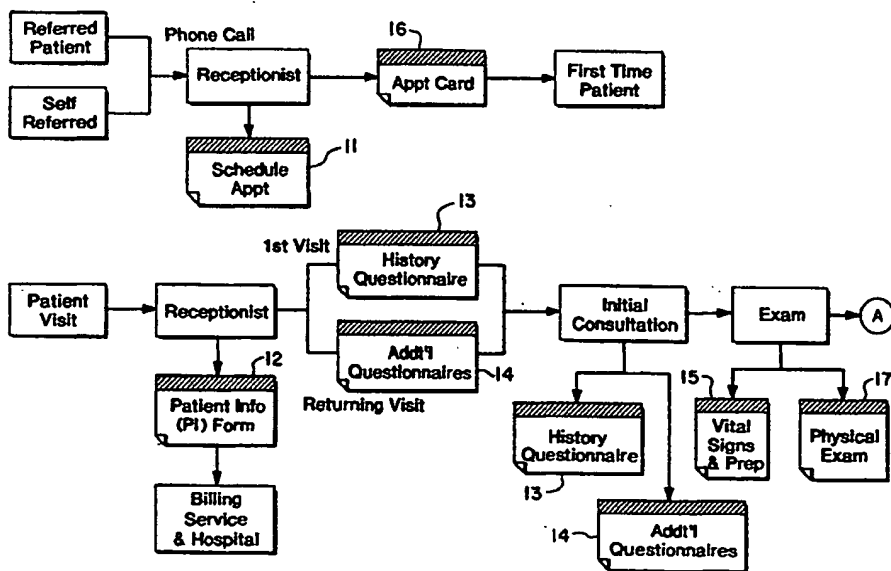 Referred
Patient
Phone Call
16
Receptionist
Appt Card
First Time
Patient
Self
Referred
11
Schedule
Appt
13
1st Visit
History
Questionnaire
Patient
Visit
Receptionist
Initial
Consultation
Exam
A
12
Addt'l
Questionnaires
14
Returning Visit
Patient Info
(PI) Form
15
Vital
Signs
& Prep
17
Physical
Exam
History
Questionnaire
13
Billing
Service
& Hospital
14
Addt'l
Questionnaires